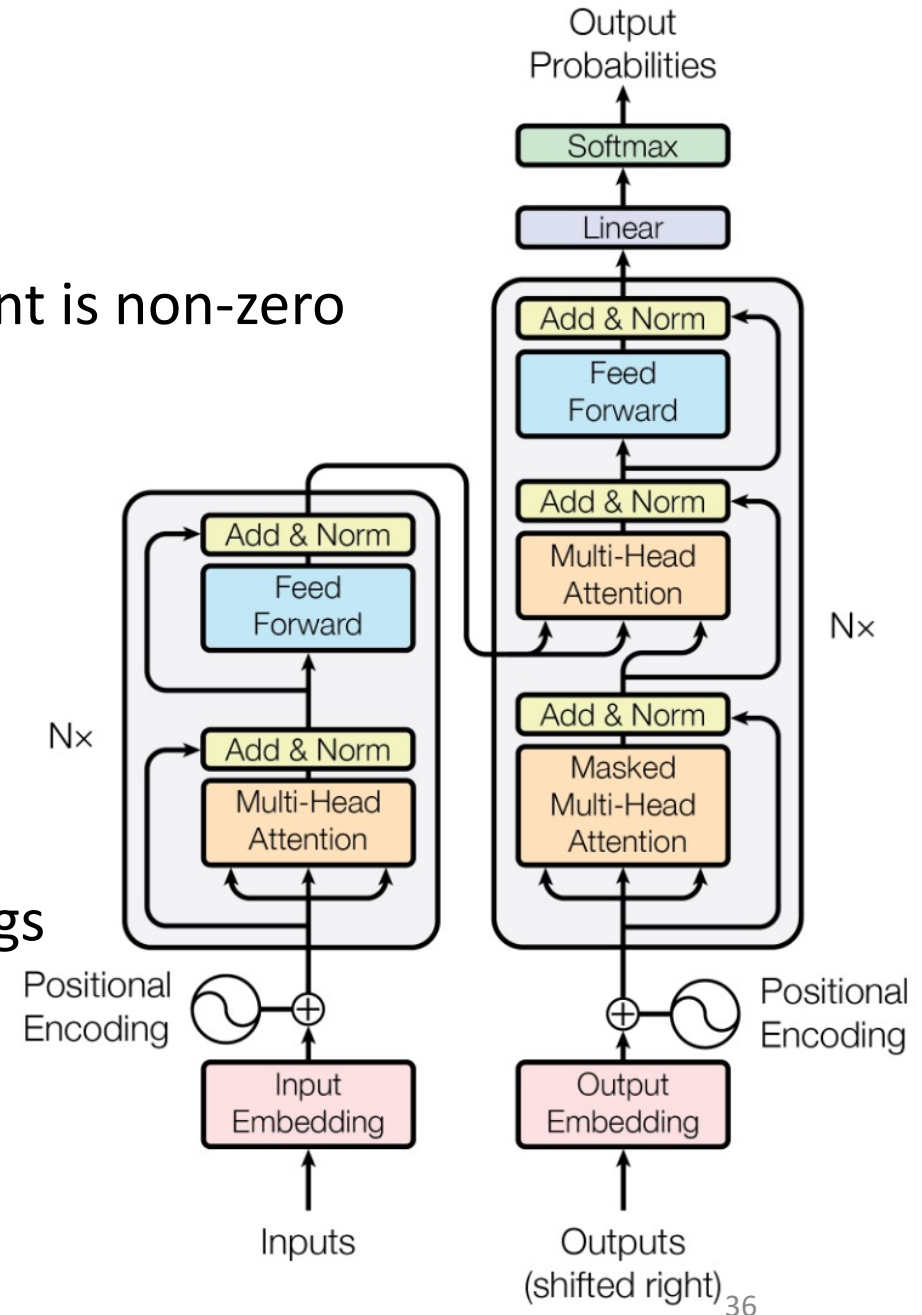 Output
Probabilities
Softmax
Linear
nt is non-zero
Add & Norm
Feed
Forward
Add & Norm
Multi-Head
Attention
Nx
Add & Norm
Masked
Multi-Head
Attention
Add & Norm
Feed
Forward
Nx
Add & Norm
Multi-Head
Attention
gs
Positional
Encoding
Positional
Encoding
Input
Embedding
Output
Embedding
Inputs
Outputs
(shifted right)
36